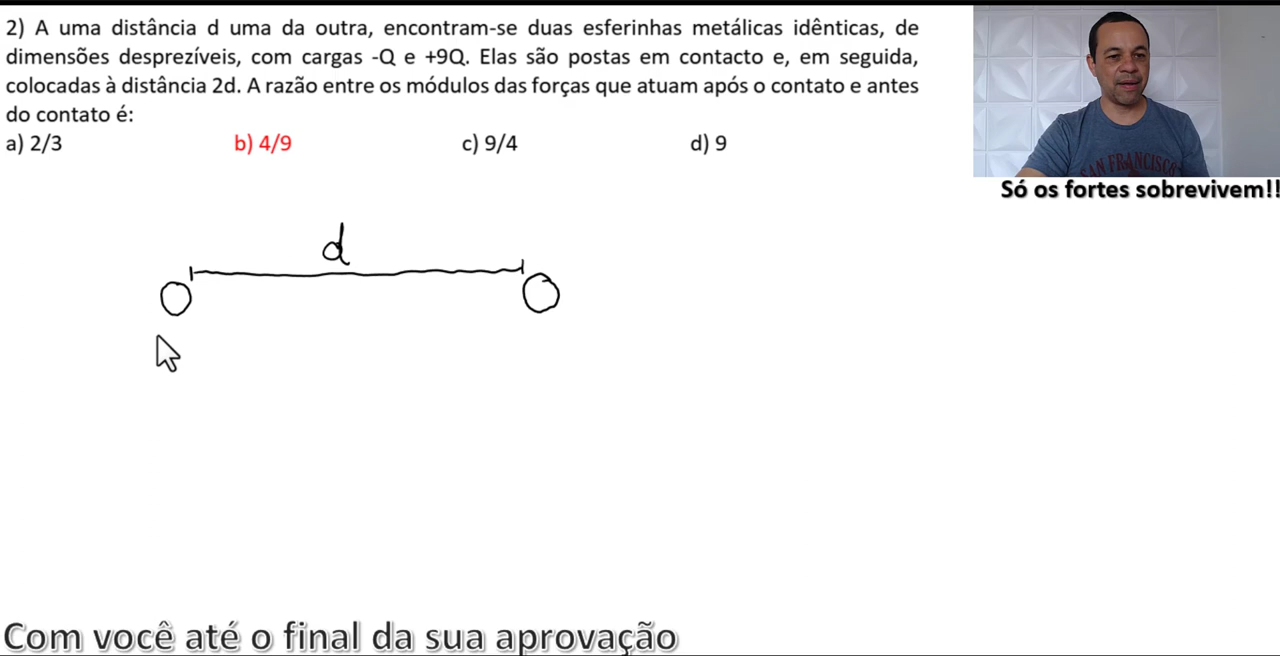 2) A uma distância d uma da outra, encontram-se duas esferinhas metálicas idênticas, de
dimensões desprezíveis, com cargas -Q e +9Q. Elas são postas em contacto e, em seguida,
colocadas à distância 2d. A razão entre os módulos das forças que atuam após o contato e antes
do contato é:
a) 2/3 b) 4/9 c) 9/4 d) 9
SAN FRANCISCO
Só os fortes sobrevivem!!
d
Com você até o final da sua aprovação